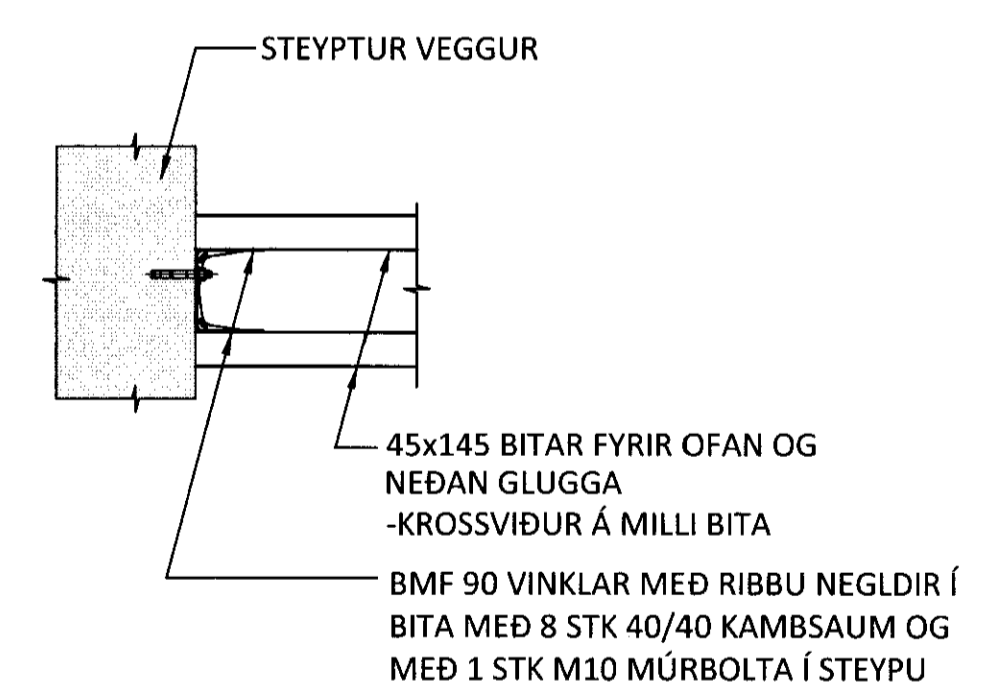 STEYPTUR VEGGUR
45x145 BITAR FYRIR OFAN OG
NEÐAN GLUGGA
-KROSSVIÐUR Á MILLI BITA
BMF 90 VINKLAR MEÐ RIBBU NEGLDIR Í
BITA MEÐ 8 STK 40/40 KAMBSAUM OG
MEÐ 1 STK M10 MÚRBOLTA Í STEYPU